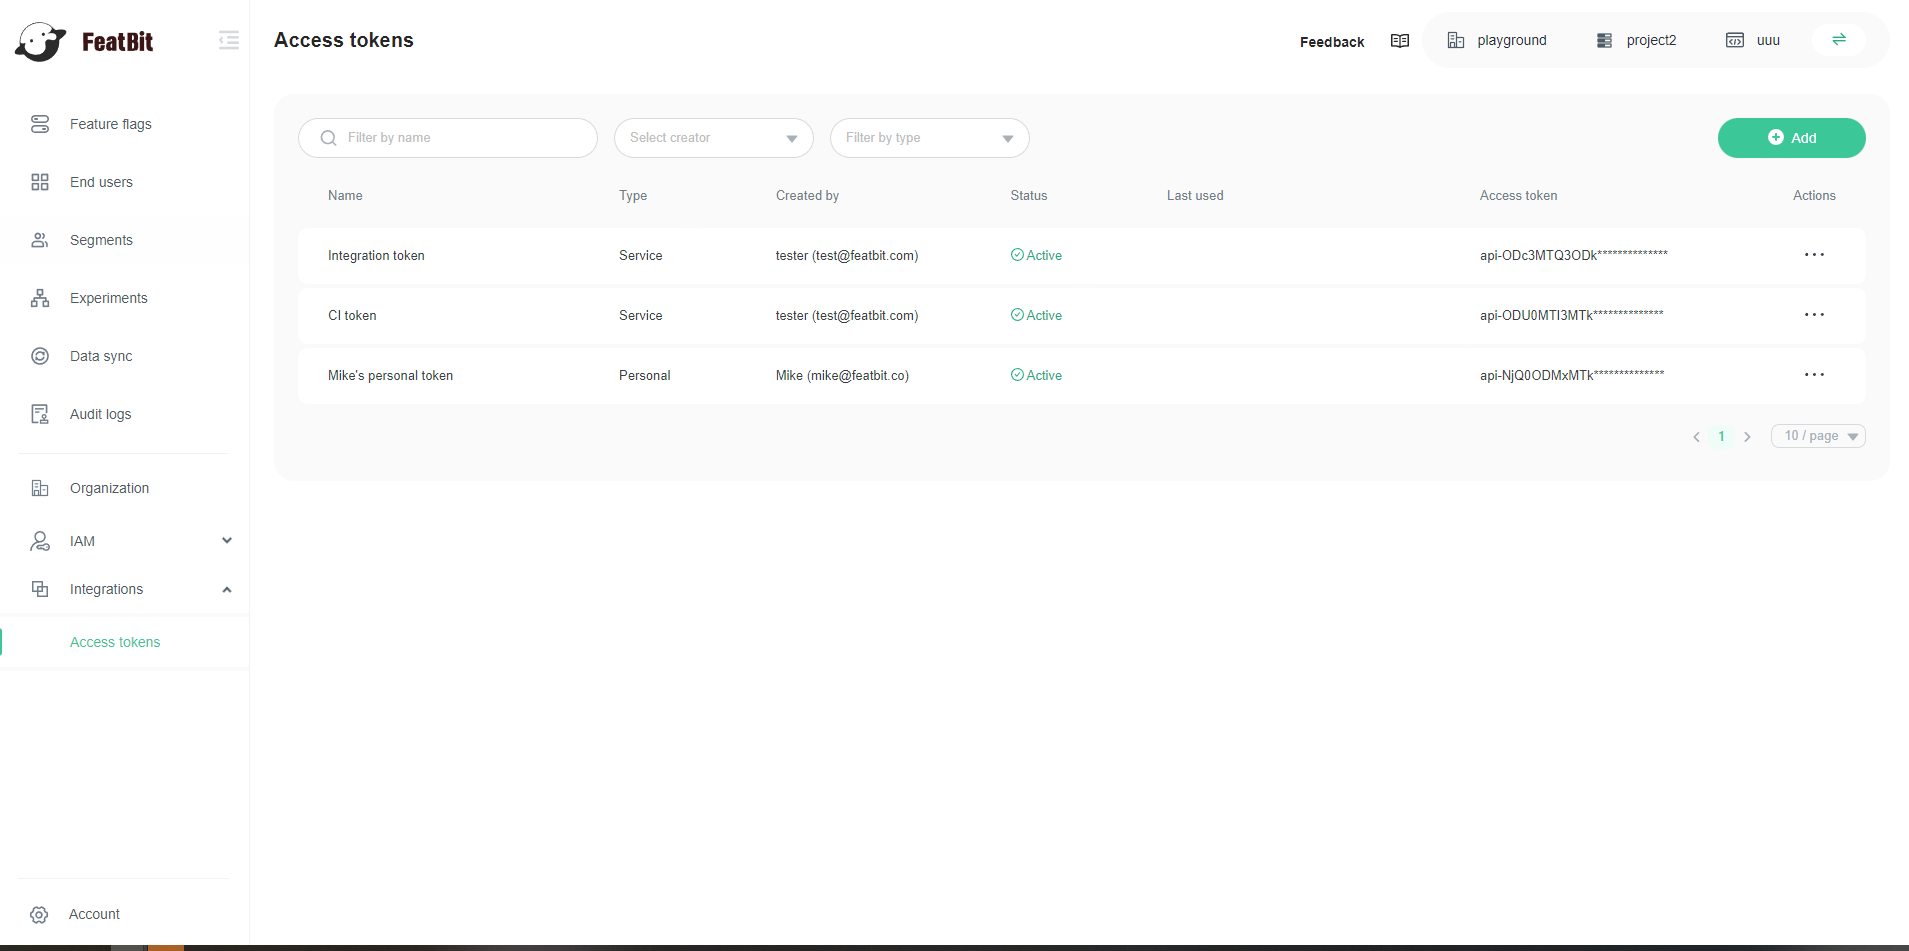 FeatBit
Access tokens
Feedback
playground
project2
uuu
Feature flags
End users
Segments
Experiments
Data sync
Audit logs
Organization
IAM
Integrations
Access tokens
Account
Filter by name
Select creator
Filter by type
Add
Name Type Created by Status Last used Access token Actions
Integration token Service tester (test@featbit.com) Active api-ODc3MTQ3ODk************** ...
CI token Service tester (test@featbit.com) Active api-ODU0MTI3MTk************** ...
Mike's personal token Personal Mike (mike@featbit.co) Active api-NjQ0ODMxMTk************** ...
1
10 / page